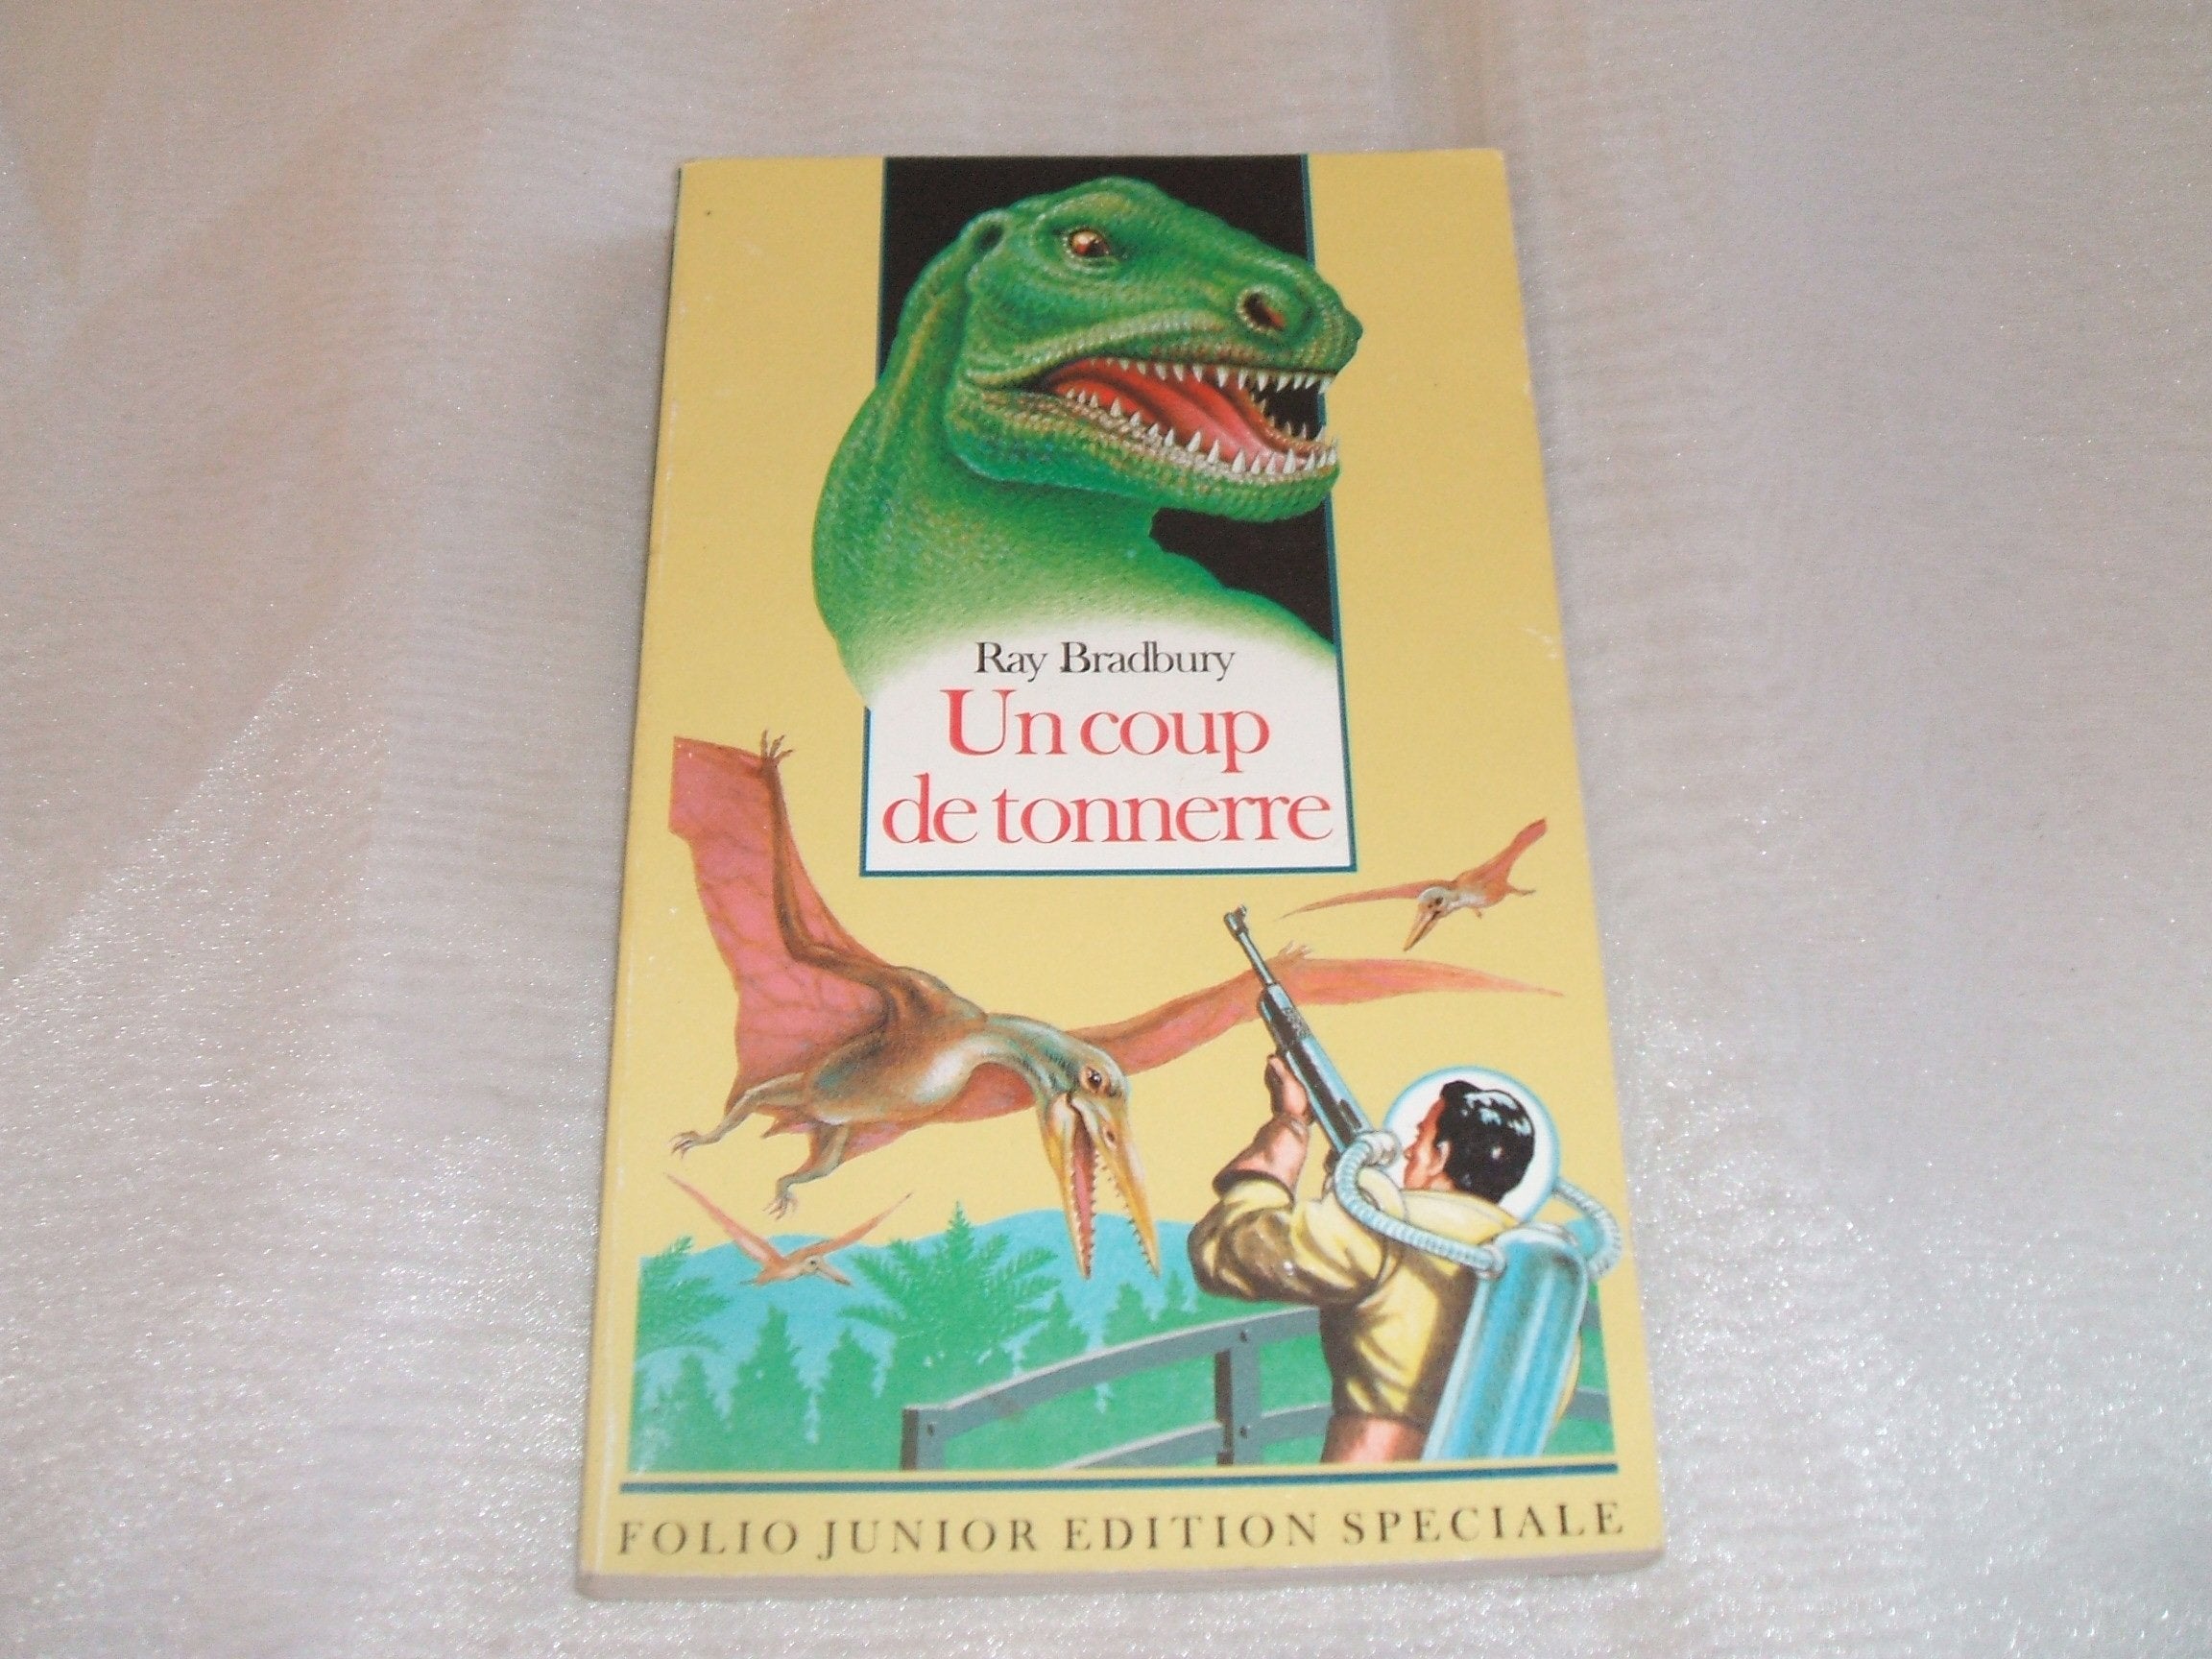 Ray Bradbury
Un coup
de tonnerre
FOLIO JUNIOR EDITION SPECIALE